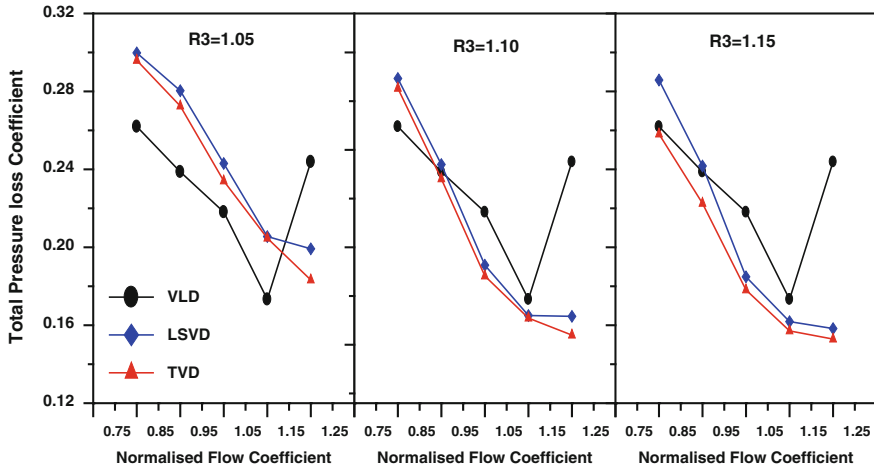 Total Pressure loss Coefficient
0.32
0.28
0.24
0.20
0.16
0.12
R3=1.05
R3=1.10
R3=1.15
VLD
LSVD
TVD
0.75 0.85 0.95 1.05 1.15 1.25
0.75 0.85 0.95 1.05 1.15 1.25
0.75 0.85 0.95 1.05 1.15 1.25
Normalised Flow Coefficient
Normalised Flow Coefficient
Normalised Flow Coefficient